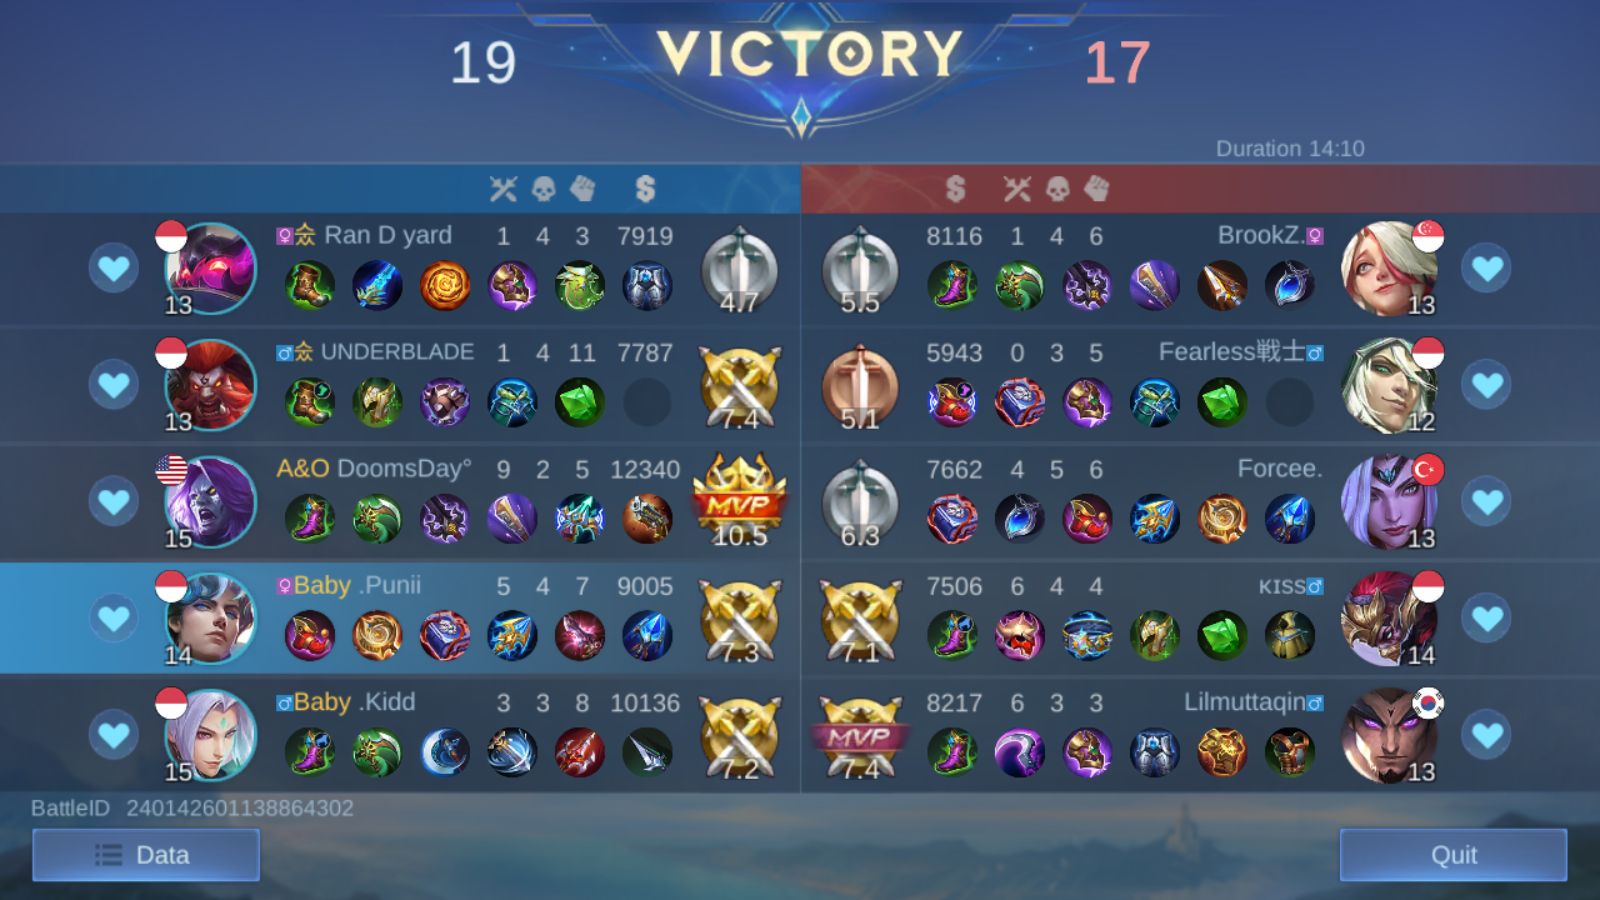 19 VICTORY 17
Duration 14:10
13 Ran D yard 1 4 3 7919 4.7
5.5 8116 1 4 6 BrookZ. 13
13 UNDERBLADE 1 4 11 7787 7.4
5.1 5943 0 3 5 Fearless戦士 12
15 A&O DoomsDay° 9 2 5 12340 MVP 10.5
6.3 7662 4 5 6 Forcee. 13
14 Baby .Punii 5 4 7 9005 7.3
7.1 7506 6 4 4 ᴋɪss 14
15 Baby .Kidd 3 3 8 10136 7.2
MVP 7.4 8217 6 3 3 Lilmuttaqin 13
BattleID 240142601138864302
Data
Quit